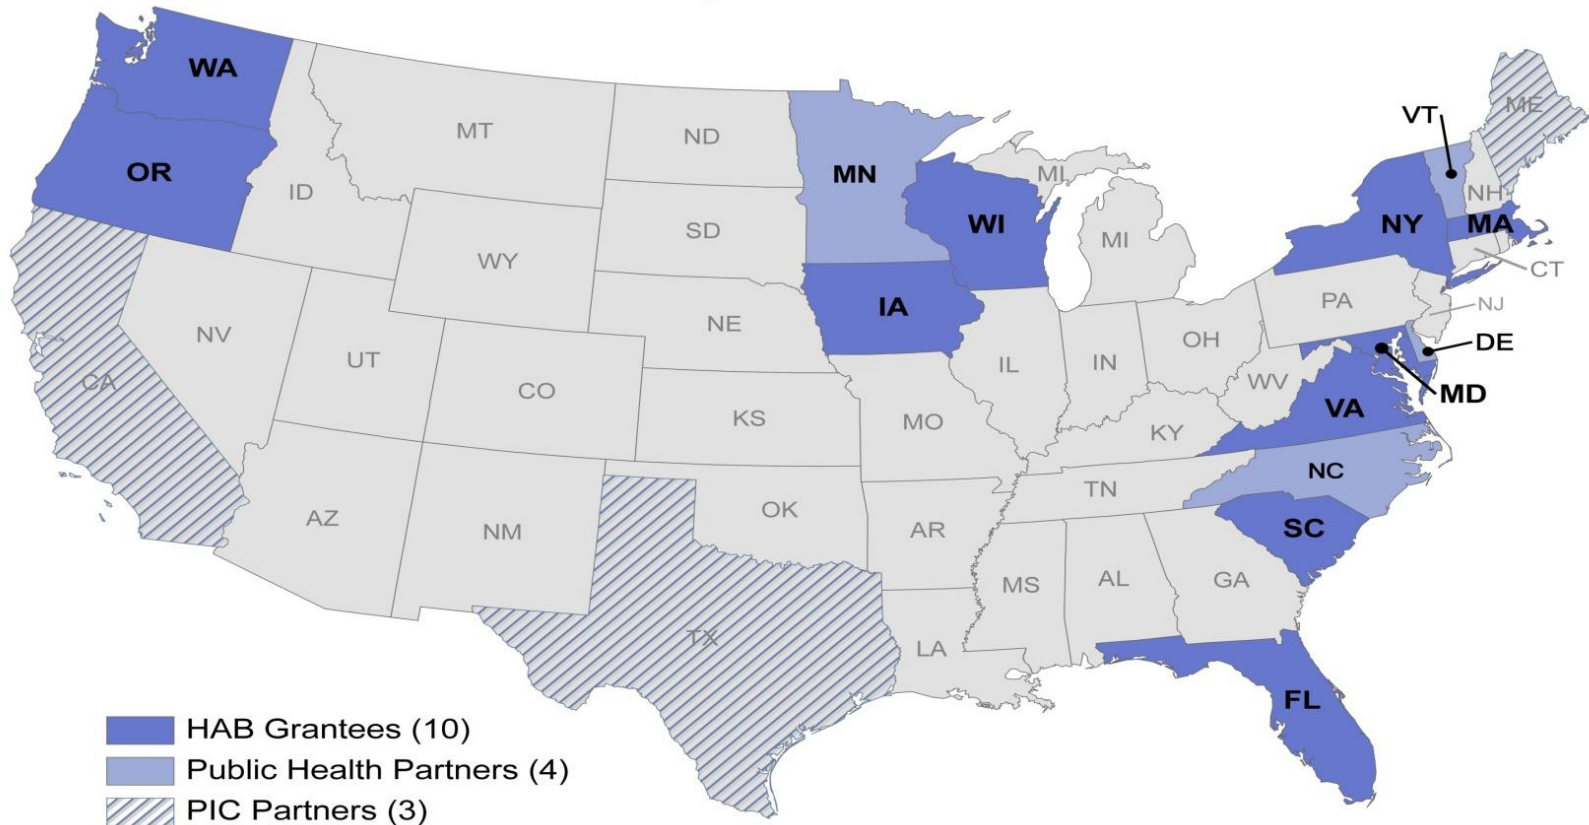 WA
MT
ND
MN
MI
VT
ME
OR
ID
SD
WI
MI
NH
NY
MA
WY
CT
IA
PA
NJ
NV
NE
OH
DE
UT
IL
IN
WV
MD
CA
CO
KS
MO
KY
VA
TN
NC
AZ
NM
OK
AR
SC
MS
AL
GA
TX
LA
FL
HAB Grantees (10)
Public Health Partners (4)
PIC Partners (3)